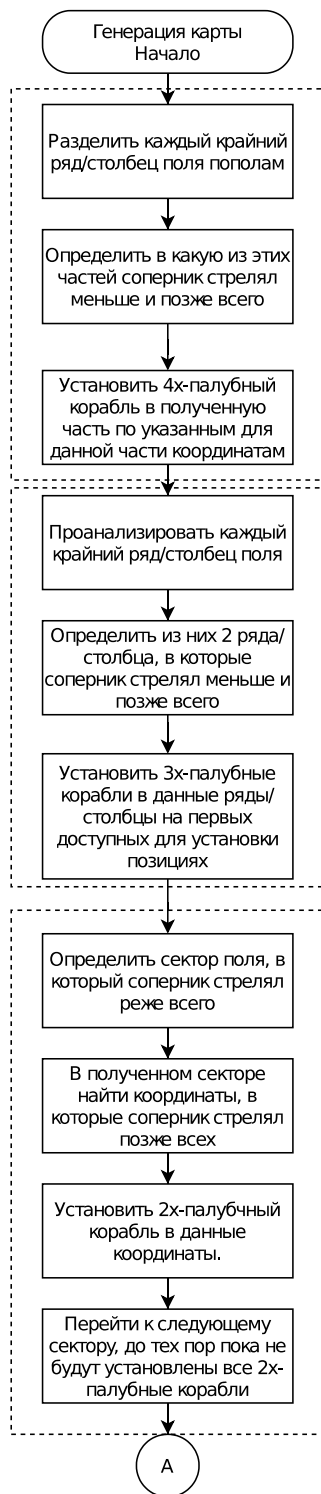 Генерация карты
Начало
Разделить каждый крайний
ряд/столбец поля пополам
Определить в какую из этих
частей соперник стрелял
меньше и позже всего
Установить 4х-палубный
корабль в полученную
часть по указанным для
данной части координатам
Проанализировать каждый
крайний ряд/столбец поля
Определить из них 2 ряда/
столбца, в которые
соперник стрелял меньше и
позже всего
Установить 3х-палубные
корабли в данные ряды/
столбцы на первых
доступных для установки
позициях
Определить сектор поля, в
который соперник стрелял
реже всего
В полученном секторе
найти координаты, в
которые соперник стрелял
позже всех
Установить 2х-палубчный
корабль в данные
координаты.
Перейти к следующему
сектору, до тех пор пока не
будут установлены все 2х-
палубные корабли
А